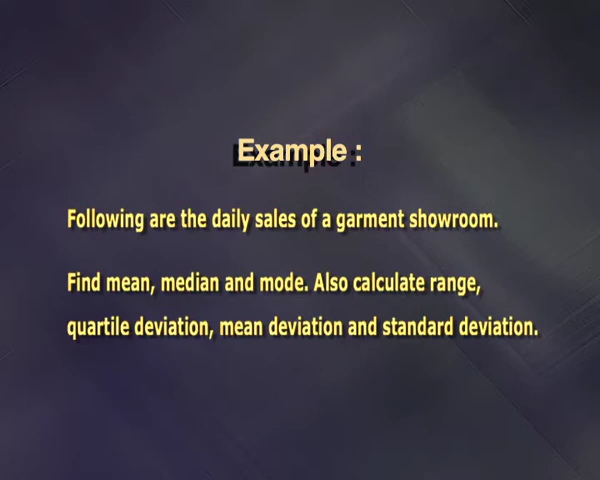 Example :
Following are the daily sales of a garment showroom.
Find mean, median and mode. Also calculate range,
quartile deviation, mean deviation and standard deviation.